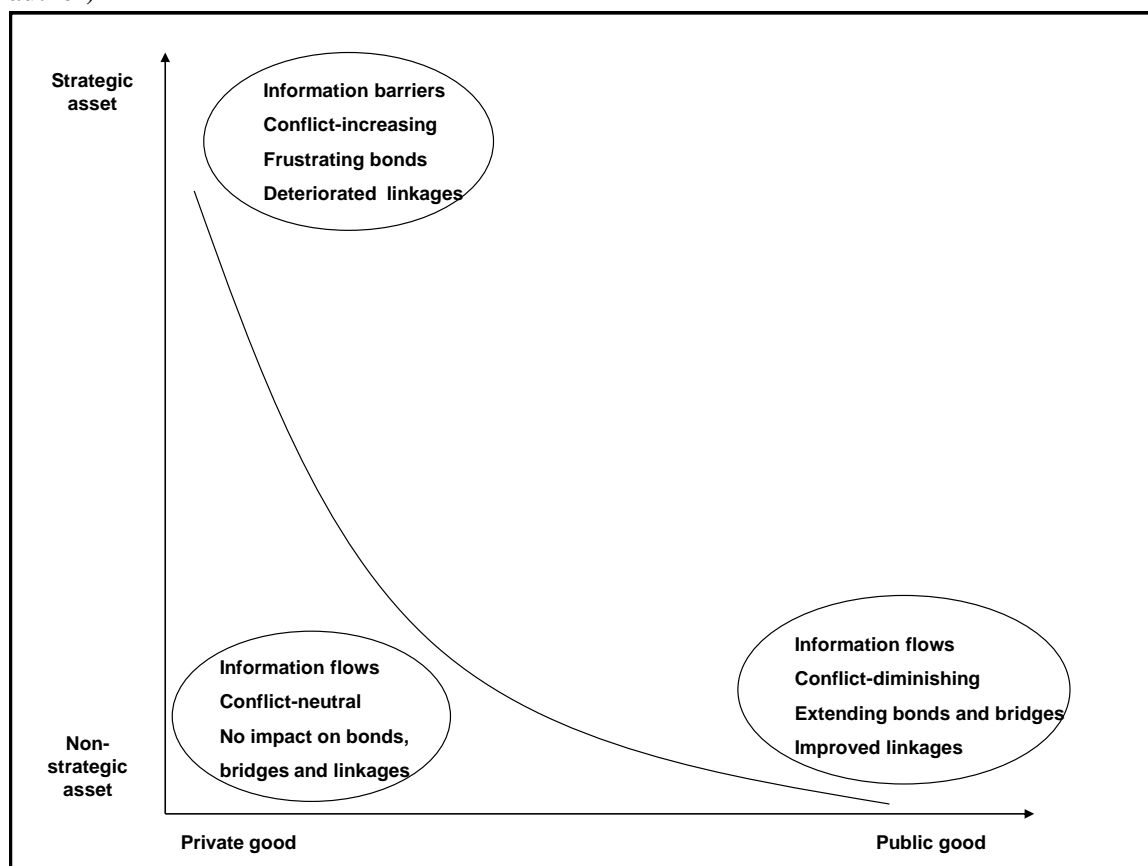 Strategic
asset
Information barriers
Conflict-increasing
Frustrating bonds
Deteriorated linkages
Information flows
Conflict-neutral
No impact on bonds,
bridges and linkages
Information flows
Conflict-diminishing
Extending bonds and bridges
Improved linkages
Non-
strategic
asset
Private good
Public good